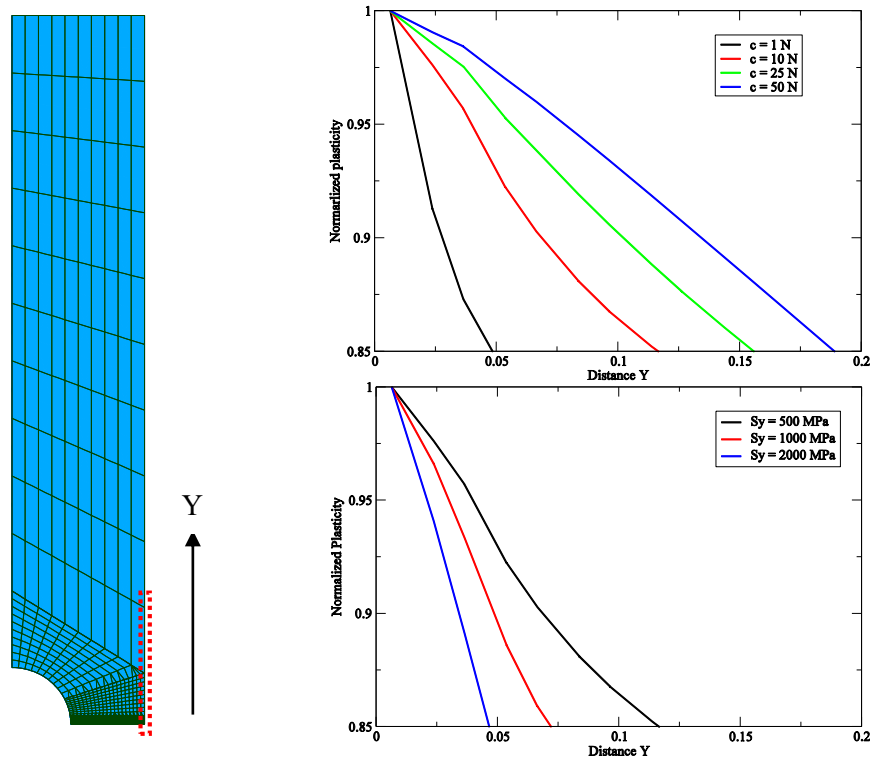 Y
1
0.95
0.9
0.85
0
0.05
0.1
0.15
0.2
Normarlized plasticity
Distance Y
c = 1 N
c = 10 N
c = 25 N
c = 50 N
1
0.95
0.9
0.85
0
0.05
0.1
0.15
0.2
Normalized Plasticity
Distance Y
Sy = 500 MPa
Sy = 1000 MPa
Sy = 2000 MPa